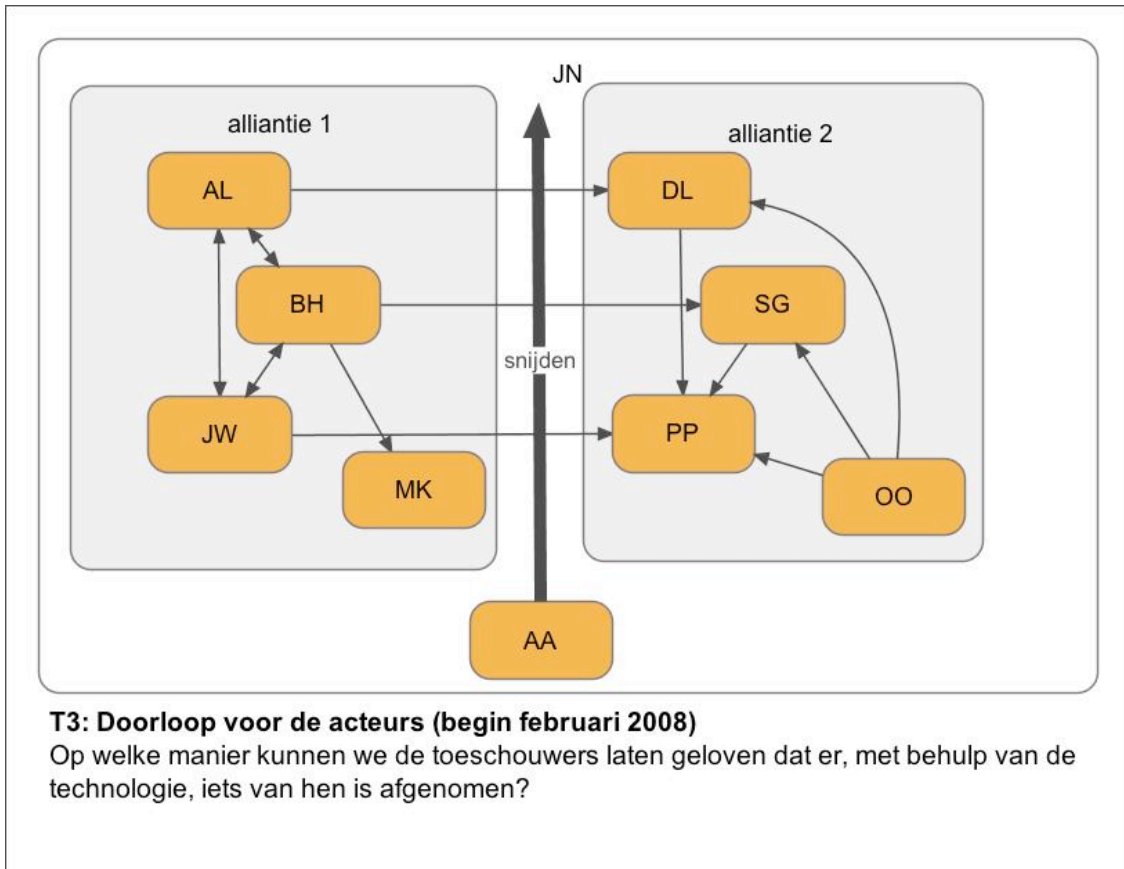 JN
alliantie 1
alliantie 2
AL
DL
BH
SG
snijden
JW
PP
MK
OO
AA
T3: Doorloop voor de acteurs (begin februari 2008)
Op welke manier kunnen we de toeschouwers laten geloven dat er, met behulp van de
technologie, iets van hen is afgenomen?